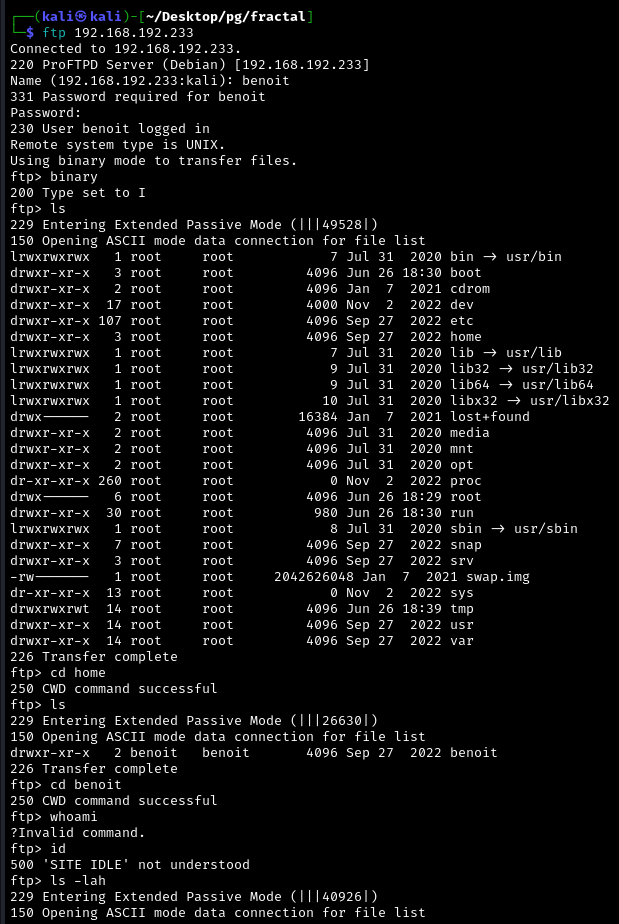 ┌──(kali㉿kali)-[~/Desktop/pg/fractal]
└─$ ftp 192.168.192.233
Connected to 192.168.192.233.
220 ProFTPD Server (Debian) [192.168.192.233]
Name (192.168.192.233:kali): benoit
331 Password required for benoit
Password:
230 User benoit logged in
Remote system type is UNIX.
Using binary mode to transfer files.
ftp> binary
200 Type set to I
ftp> ls
229 Entering Extended Passive Mode (|||49528|)
150 Opening ASCII mode data connection for file list
lrwxrwxrwx   1 root     root            7 Jul 31  2020 bin -> usr/bin
drwxr-xr-x   3 root     root         4096 Jun 26 18:30 boot
drwxr-xr-x   2 root     root         4096 Jan  7  2021 cdrom
drwxr-xr-x  17 root     root         4000 Nov  2  2022 dev
drwxr-xr-x 107 root     root         4096 Sep 27  2022 etc
drwxr-xr-x   3 root     root         4096 Sep 27  2022 home
lrwxrwxrwx   1 root     root            7 Jul 31  2020 lib -> usr/lib
lrwxrwxrwx   1 root     root            9 Jul 31  2020 lib32 -> usr/lib32
lrwxrwxrwx   1 root     root            9 Jul 31  2020 lib64 -> usr/lib64
lrwxrwxrwx   1 root     root           10 Jul 31  2020 libx32 -> usr/libx32
drwx------   2 root     root        16384 Jan  7  2021 lost+found
drwxr-xr-x   2 root     root         4096 Jul 31  2020 media
drwxr-xr-x   2 root     root         4096 Jul 31  2020 mnt
drwxr-xr-x   2 root     root         4096 Jul 31  2020 opt
dr-xr-xr-x 260 root     root            0 Nov  2  2022 proc
drwx------   6 root     root         4096 Jun 26 18:29 root
drwxr-xr-x  30 root     root          980 Jun 26 18:30 run
lrwxrwxrwx   1 root     root            8 Jul 31  2020 sbin -> usr/sbin
drwxr-xr-x   7 root     root         4096 Sep 27  2022 snap
drwxr-xr-x   3 root     root         4096 Sep 27  2022 srv
-rw-------   1 root     root     2042626048 Jan  7  2021 swap.img
dr-xr-xr-x  13 root     root            0 Nov  2  2022 sys
drwxrwxrwt  14 root     root         4096 Jun 26 18:39 tmp
drwxr-xr-x  14 root     root         4096 Sep 27  2022 usr
drwxr-xr-x  14 root     root         4096 Sep 27  2022 var
226 Transfer complete
ftp> cd home
250 CWD command successful
ftp> ls
229 Entering Extended Passive Mode (|||26630|)
150 Opening ASCII mode data connection for file list
drwxr-xr-x   2 benoit   benoit       4096 Sep 27  2022 benoit
226 Transfer complete
ftp> cd benoit
250 CWD command successful
ftp> whoami
?Invalid command.
ftp> id
500 'SITE IDLE' not understood
ftp> ls -lah
229 Entering Extended Passive Mode (|||40926|)
150 Opening ASCII mode data connection for file list